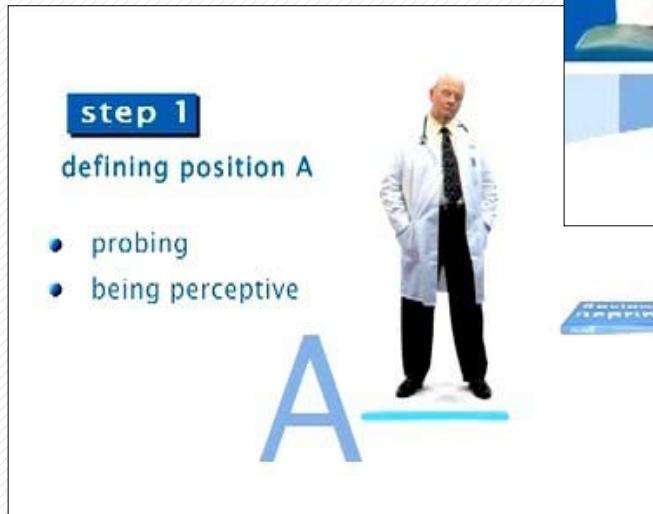 step 1
defining position A
probing
being perceptive
A